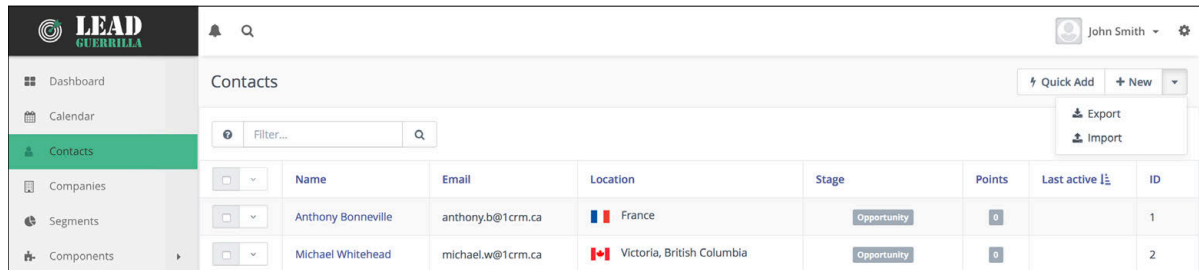 LEAD
GUERRILLA
John Smith
Dashboard
Calendar
Contacts
Companies
Segments
Components
Contacts
Quick Add
+ New
Export
Import
Filter...
Name Email Location Stage Points Last active ID
Anthony Bonneville anthony.b@1crm.ca France Opportunity 0 1
Michael Whitehead michael.w@1crm.ca Victoria, British Columbia Opportunity 0 2